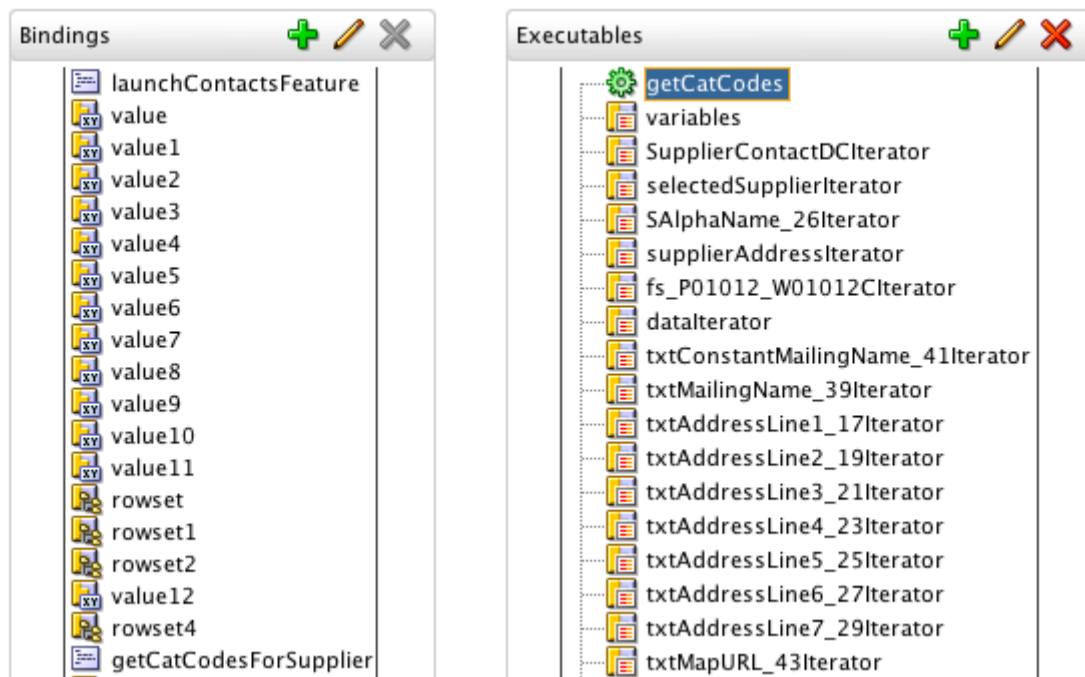 Bindings
launchContactsFeature
value
value1
value2
value3
value4
value5
value6
value7
value8
value9
value10
value11
rowset
rowset1
rowset2
value12
rowset4
getCatCodesForSupplier
Executables
getCatCodes
variables
SupplierContactDCIterator
selectedSupplierIterator
SAlphaName_26Iterator
supplierAddressIterator
fs_P01012_W01012CIterator
dataIterator
txtConstantMailingName_41Iterator
txtMailingName_39Iterator
txtAddressLine1_17Iterator
txtAddressLine2_19Iterator
txtAddressLine3_21Iterator
txtAddressLine4_23Iterator
txtAddressLine5_25Iterator
txtAddressLine6_27Iterator
txtAddressLine7_29Iterator
txtMapURL_43Iterator